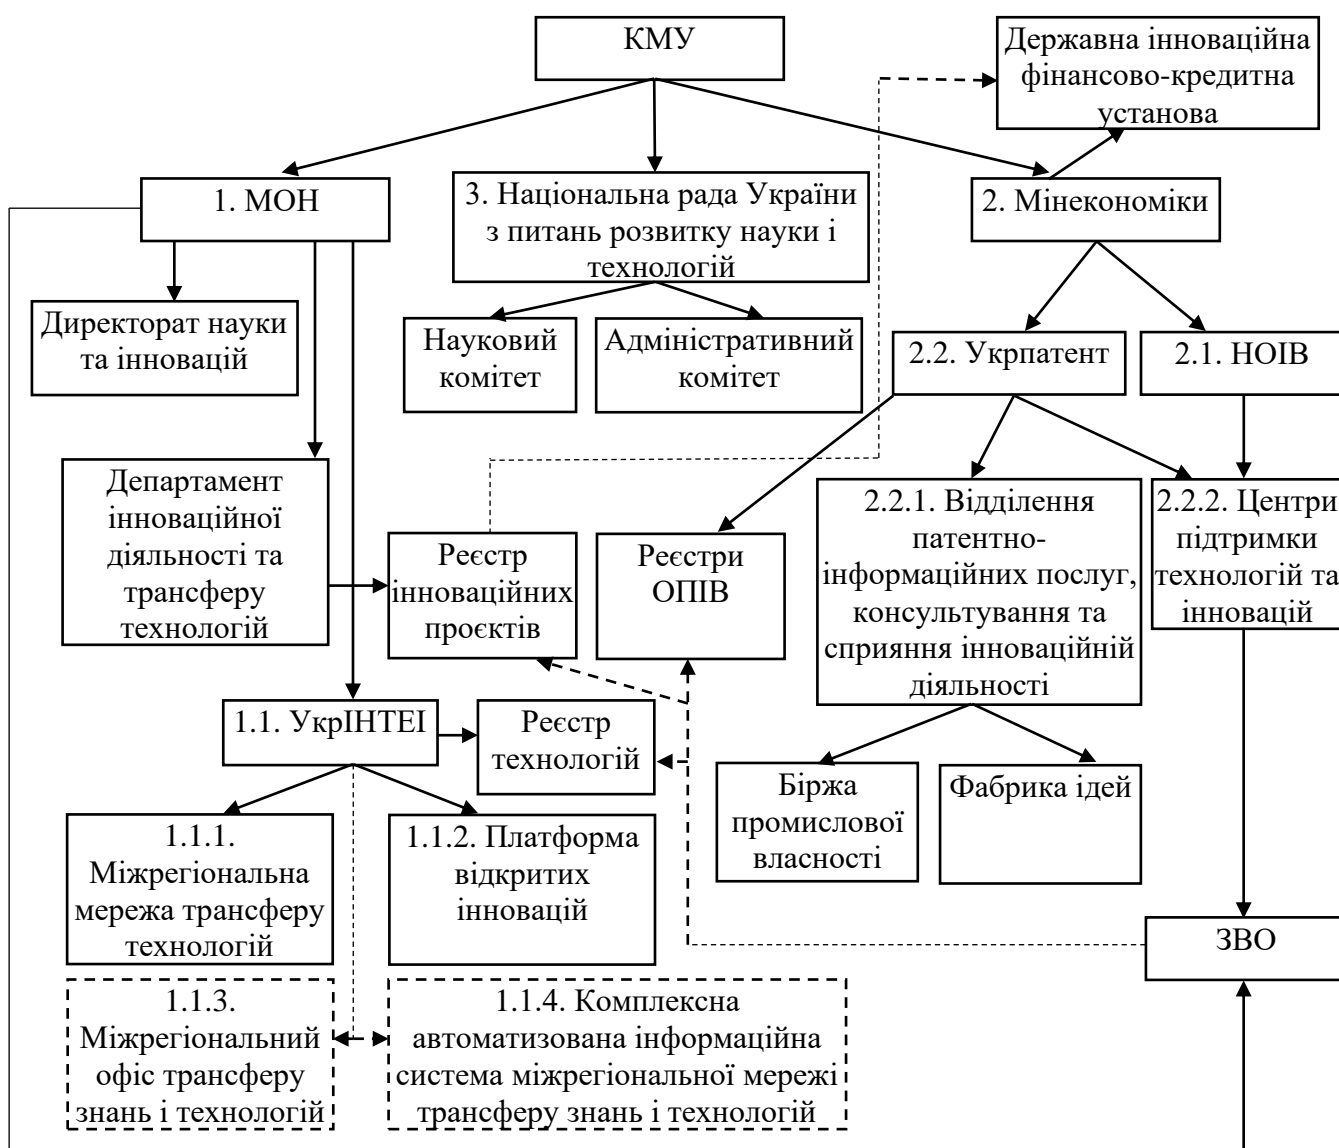 КМУ
Державна інноваційна
фінансово-кредитна
установа
1. МОН
3. Національна рада України
з питань розвитку науки і
технологій
2. Мінекономіки
Директорат науки
та інновацій
Науковий
комітет
Адміністративний
комітет
2.2. Укрпатент
2.1. НОІВ
Департамент
інноваційної
діяльності та
трансферу
технологій
Реєстр
інноваційних
проєктів
Реєстри
ОПІВ
2.2.1. Відділення
патентно-
інформаційних послуг,
консультування та
сприяння інноваційній
діяльності
2.2.2. Центри
підтримки
технологій та
інновацій
1.1. УкрІНТЕІ
Реєстр
технологій
Біржа
промислової
власності
Фабрика ідей
1.1.1.
Міжрегіональна
мережа трансферу
технологій
1.1.2. Платформа
відкритих
інновацій
ЗВО
1.1.3.
Міжрегіональний
офіс трансферу
знань і технологій
1.1.4. Комплексна
автоматизована інформаційна
система міжрегіональної мережі
трансферу знань і технологій